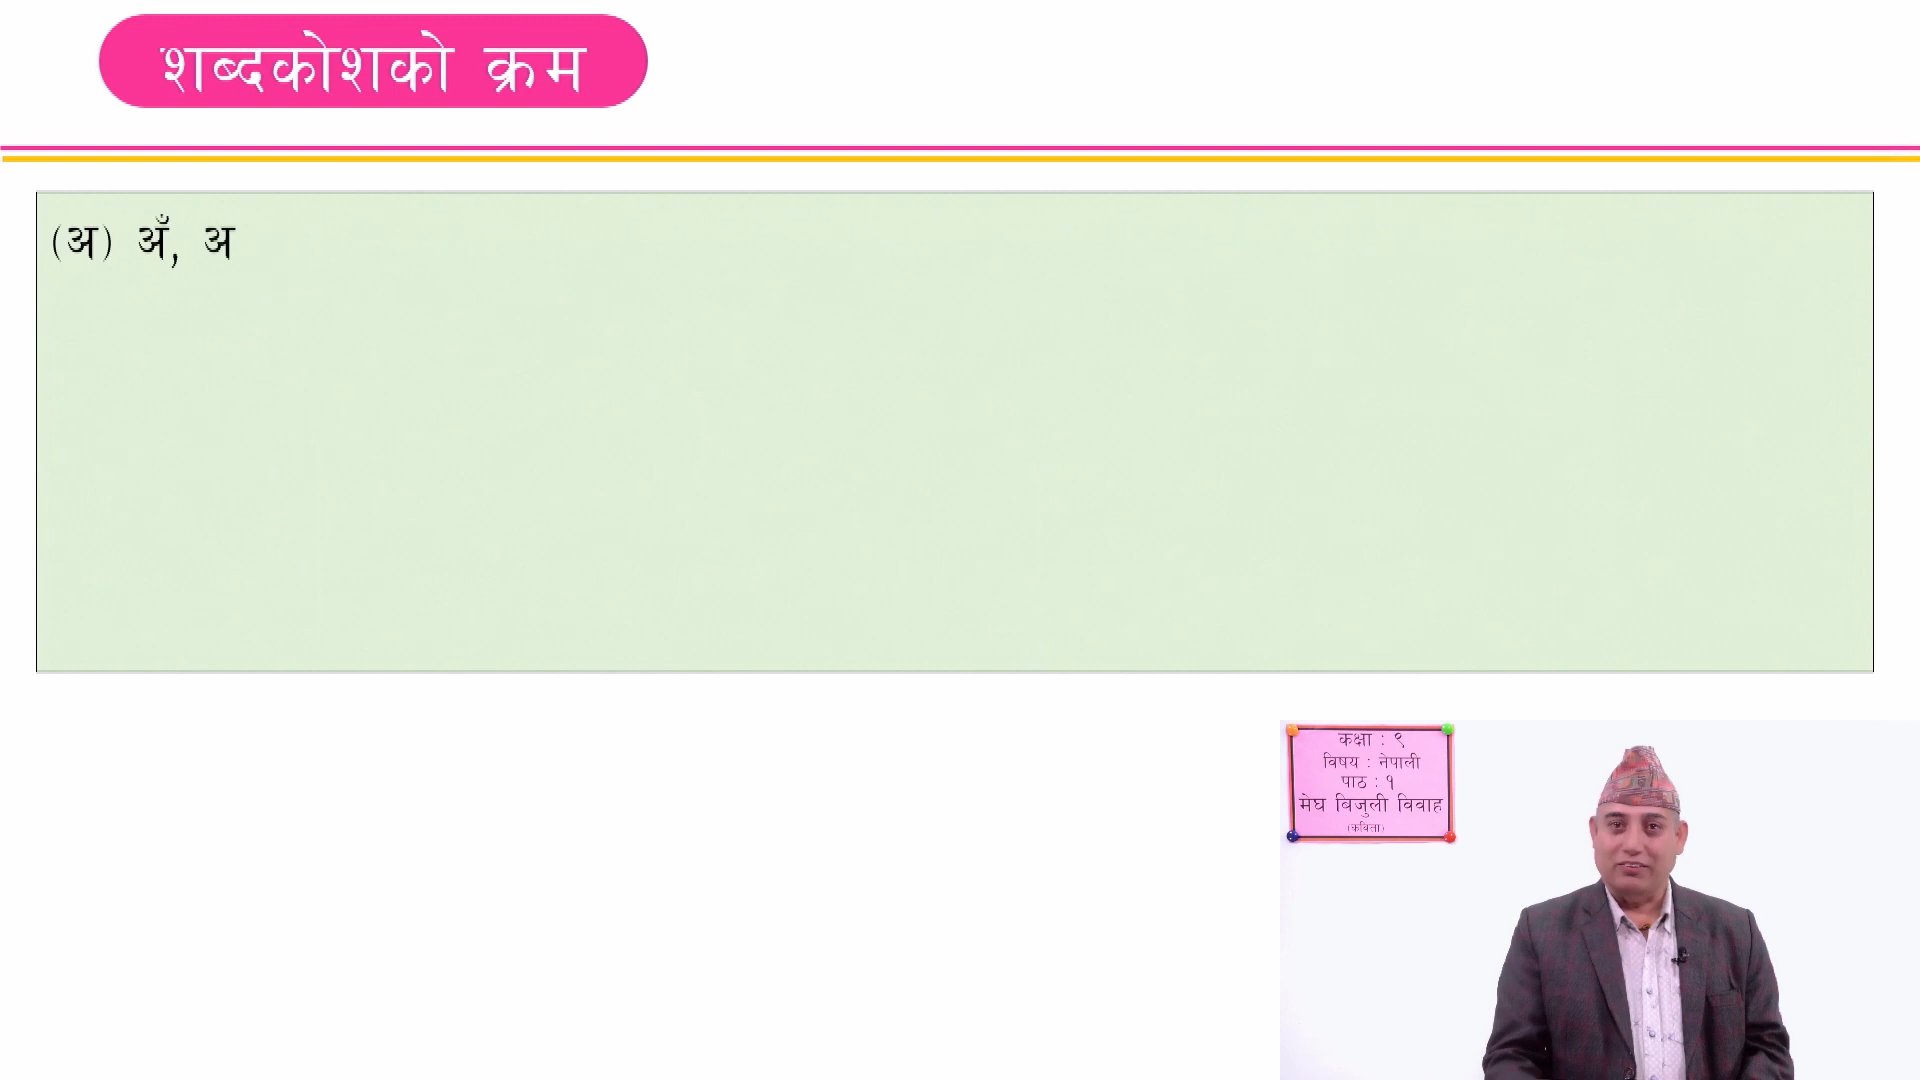 शब्दकोशको क्रम
(अ) अँ, अ
कक्षा : ९
विषय : नेपाली
पाठ : १
मेघ बिजुली विवाह
(कविता)